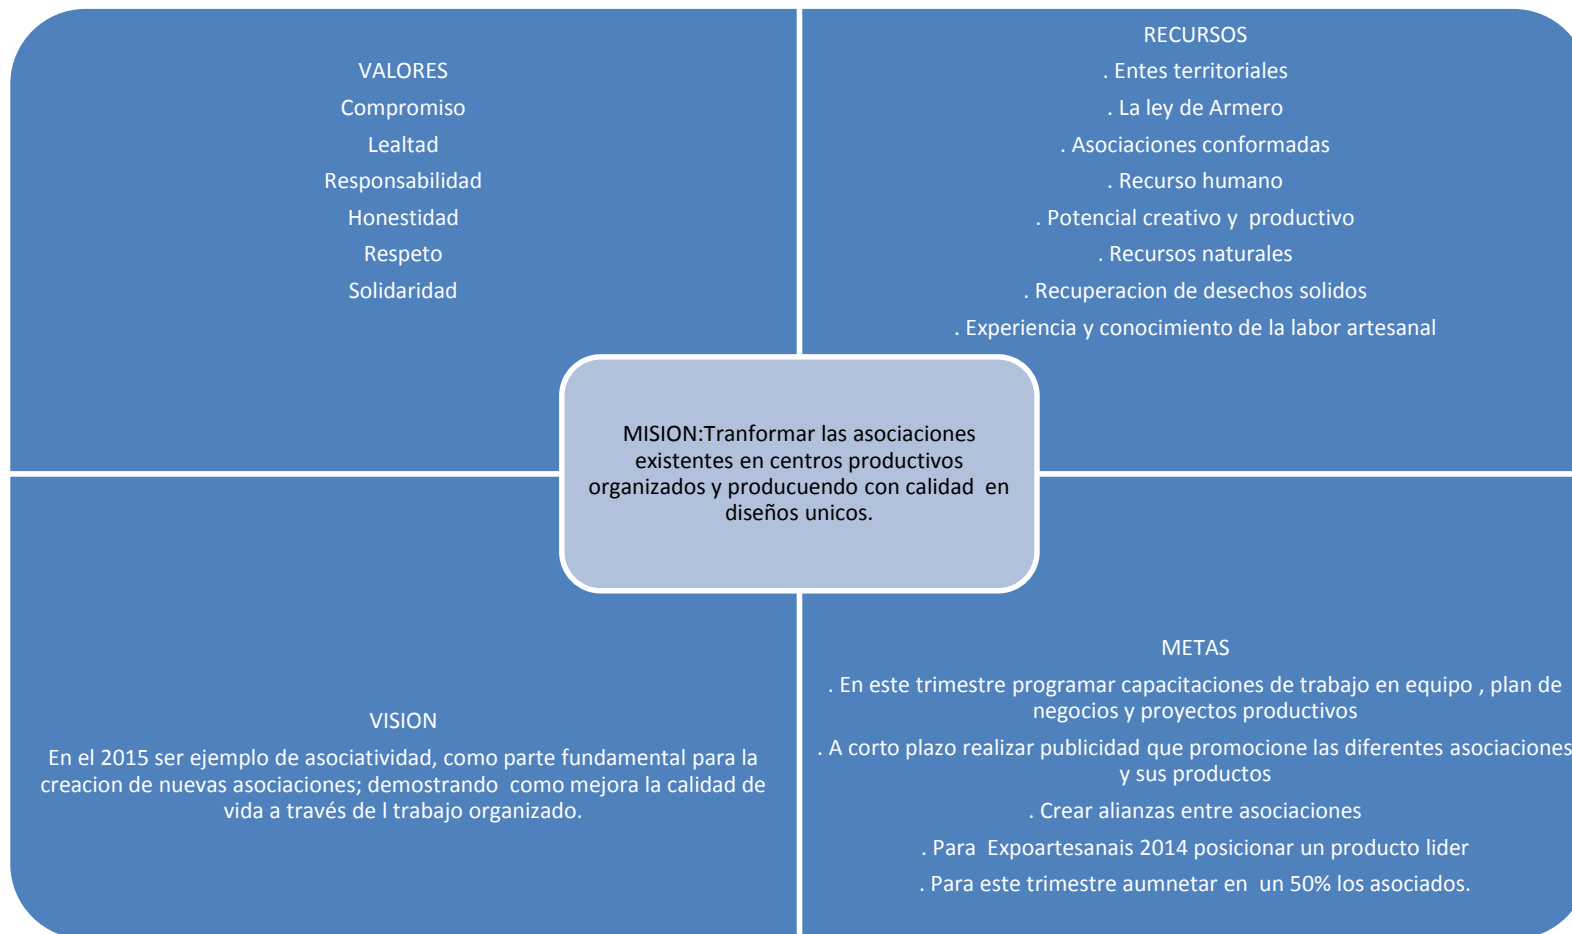 VALORES
Compromiso
Lealtad
Responsabilidad
Honestidad
Respeto
Solidaridad
RECURSOS
. Entes territoriales
. La ley de Armero
. Asociaciones conformadas
. Recurso humano
. Potencial creativo y  productivo
. Recursos naturales
. Recuperacion de desechos solidos
. Experiencia y conocimiento de la labor artesanal
MISION:Tranformar las asociaciones
existentes en centros productivos
organizados y producuendo con calidad  en
diseños unicos.
VISION
En el 2015 ser ejemplo de asociatividad, como parte fundamental para la
creacion de nuevas asociaciones; demostrando  como mejora la calidad de
vida a través de l trabajo organizado.
METAS
. En este trimestre programar capacitaciones de trabajo en equipo , plan de
negocios y proyectos productivos
. A corto plazo realizar publicidad que promocione las diferentes asociaciones
y sus productos
. Crear alianzas entre asociaciones
. Para  Expoartesanais 2014 posicionar un producto lider
. Para este trimestre aumnetar en  un 50% los asociados.